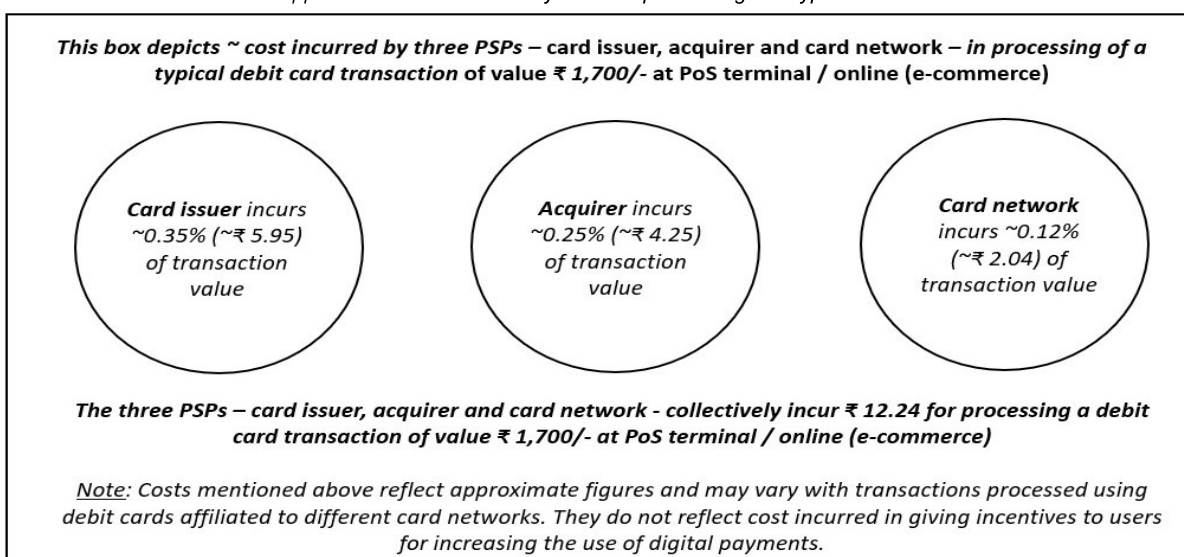 This box depicts ~ cost incurred by three PSPs – card issuer, acquirer and card network – in processing of a
typical debit card transaction of value ₹ 1,700/- at PoS terminal / online (e-commerce)
Card issuer incurs
~0.35% (~₹ 5.95)
of transaction
value
Acquirer incurs
~0.25% (~₹ 4.25)
of transaction
value
Card network
incurs ~0.12%
(~₹ 2.04) of
transaction value
The three PSPs – card issuer, acquirer and card network - collectively incur ₹ 12.24 for processing a debit
card transaction of value ₹ 1,700/- at PoS terminal / online (e-commerce)
Note: Costs mentioned above reflect approximate figures and may vary with transactions processed using
debit cards affiliated to different card networks. They do not reflect cost incurred in giving incentives to users
for increasing the use of digital payments.